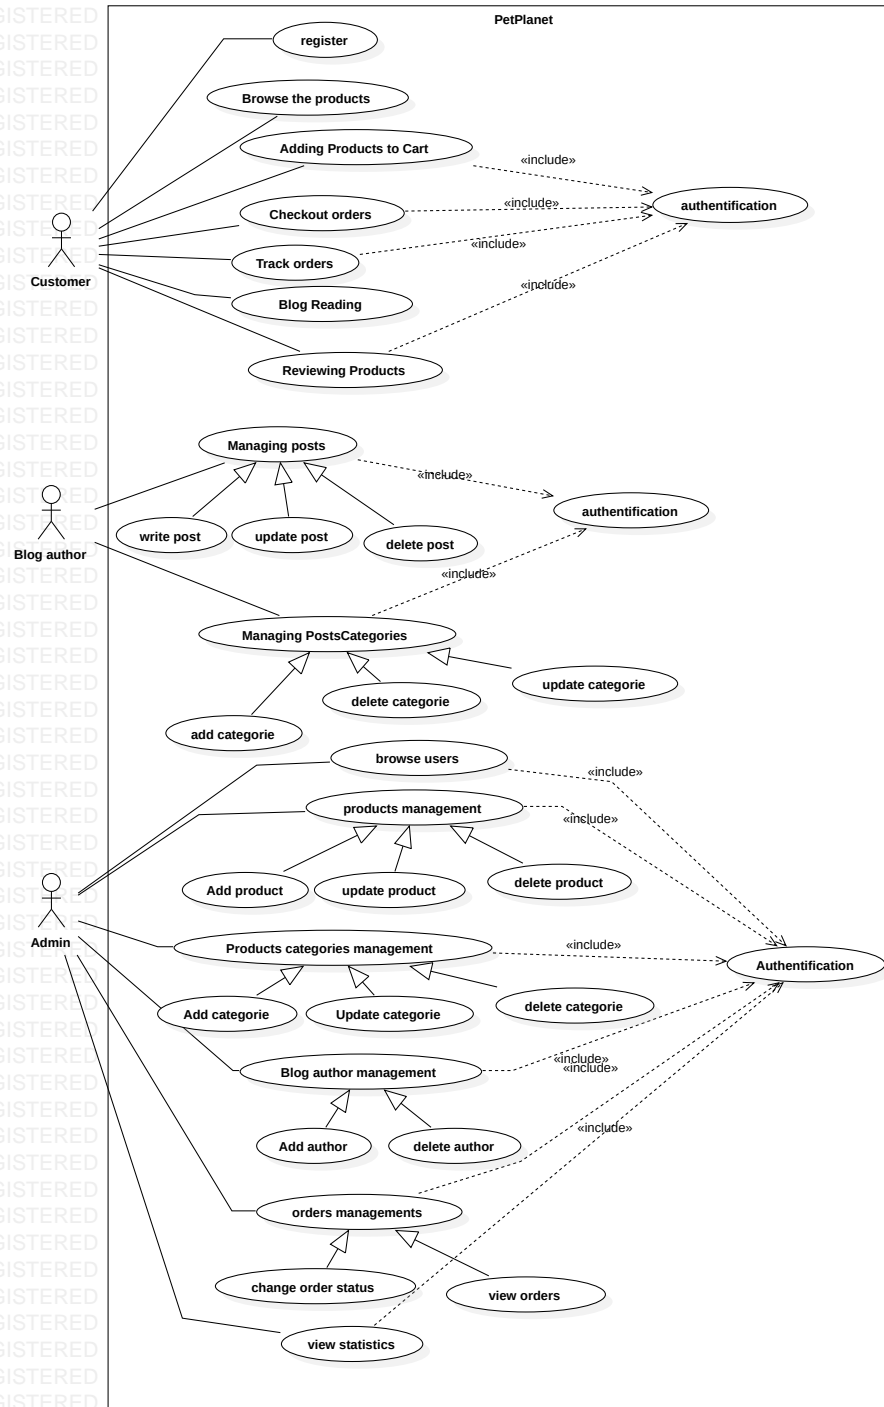 PetPlanet
register
Browse the products
Adding Products to Cart
«include»
authentification
Checkout orders
«include»
Track orders
«include»
Customer
Blog Reading
«include»
Reviewing Products
Managing posts
«include»
write post
update post
delete post
authentification
Blog author
«include»
Managing PostsCategories
update categorie
delete categorie
add categorie
browse users
«include»
products management
«include»
Add product
update product
delete product
Admin
Products categories management
«include»
Authentification
Add categorie
Update categorie
delete categorie
Blog author management
«include»
«include»
Add author
delete author
«include»
orders managements
change order status
view orders
view statistics